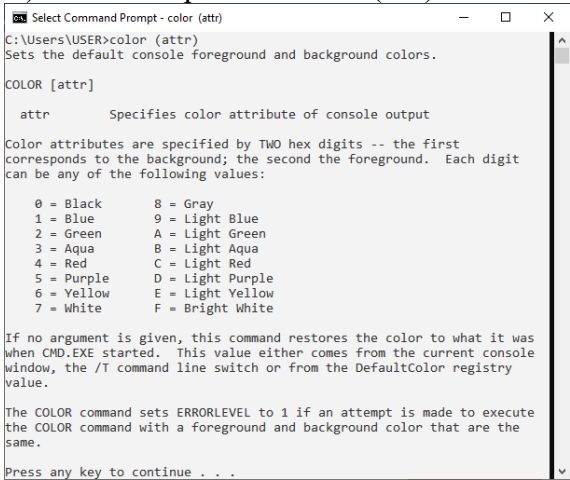 Select Command Prompt - color (attr)
C:\Users\USER>color (attr)
Sets the default console foreground and background colors.
COLOR [attr]
attr Specifies color attribute of console output
Color attributes are specified by TWO hex digits -- the first
corresponds to the background; the second the foreground. Each digit
can be any of the following values:
0 = Black 8 = Gray
1 = Blue 9 = Light Blue
2 = Green A = Light Green
3 = Aqua B = Light Aqua
4 = Red C = Light Red
5 = Purple D = Light Purple
6 = Yellow E = Light Yellow
7 = White F = Bright White
If no argument is given, this command restores the color to what it was
when CMD.EXE started. This value either comes from the current console
window, the /T command line switch or from the DefaultColor registry
value.
The COLOR command sets ERRORLEVEL to 1 if an attempt is made to execute
the COLOR command with a foreground and background color that are the
same.
Press any key to continue . . .